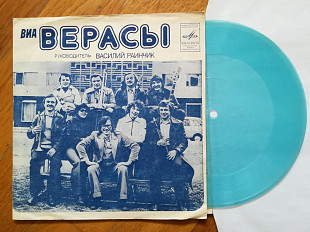 ВИА ВЕРАСЫ
РУКОВОДИТЕЛЬ ВАСИЛИЙ РАИНЧИК